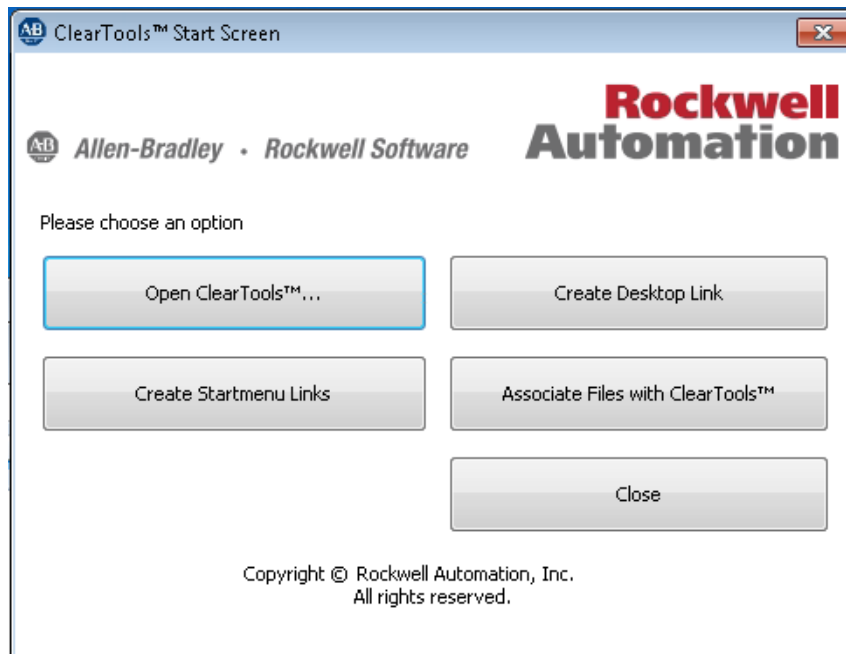 ClearTools™ Start Screen
Rockwell
Automation
AB Allen-Bradley • Rockwell Software
Please choose an option
Open ClearTools™...
Create Desktop Link
Create Startmenu Links
Associate Files with ClearTools™
Close
Copyright © Rockwell Automation, Inc.
All rights reserved.